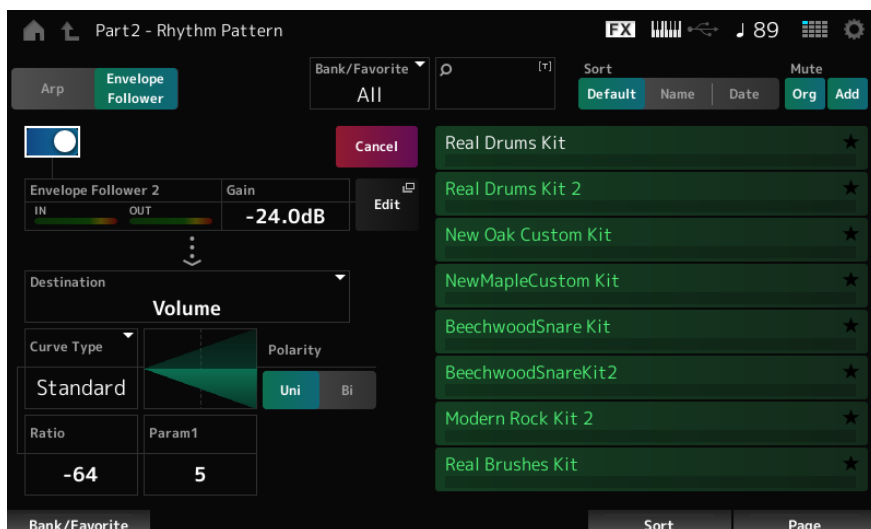 Part2 - Rhythm Pattern
FX
♩ 89
Arp
Envelope
Follower
Bank/Favorite
All
[T]
Sort
Default
Name
Date
Mute
Org
Add
Cancel
Envelope Follower 2
Gain
IN
OUT
-24.0dB
Edit
Destination
Volume
Curve Type
Standard
Polarity
Uni
Bi
Ratio
Param1
-64
5
Real Drums Kit
Real Drums Kit 2
New Oak Custom Kit
NewMapleCustom Kit
BeechwoodSnare Kit
BeechwoodSnareKit2
Modern Rock Kit 2
Real Brushes Kit
Bank/Favorite
Sort
Page